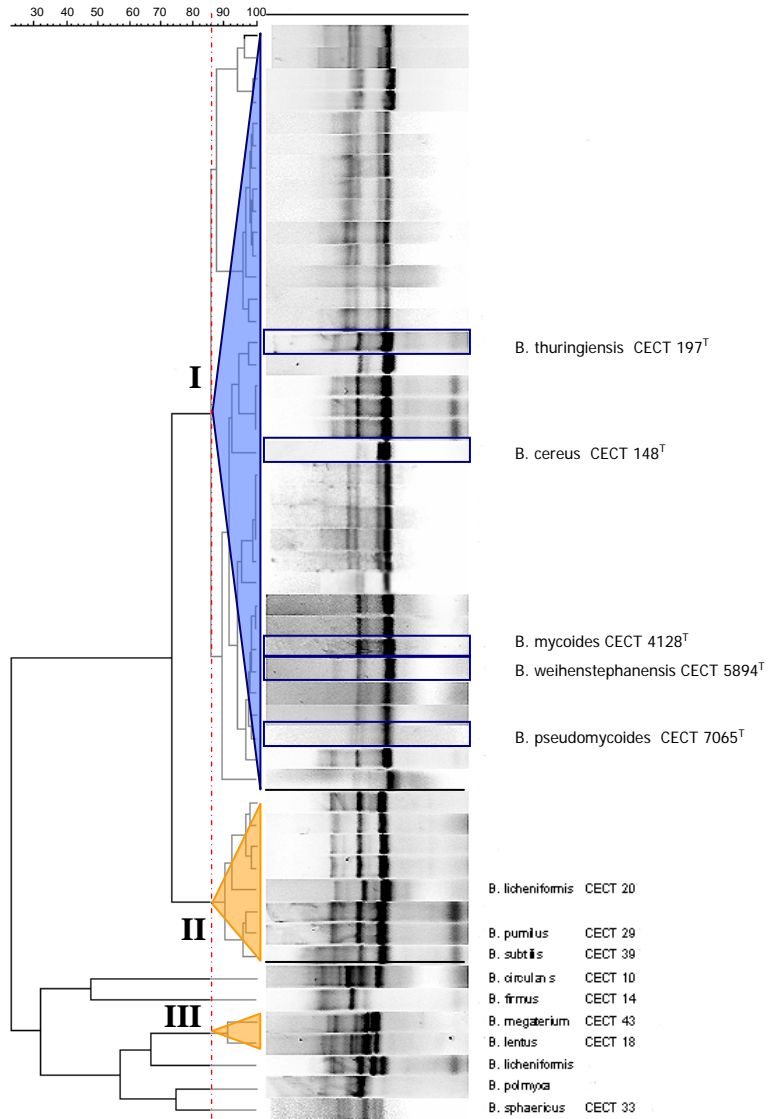 30 40 50 60 70 80 90 100
I
B. thuringiensis CECT 197T
B. cereus CECT 148T
B. mycoides CECT 4128T
B. weihenstephanensis CECT 5894T
B. pseudomycoides CECT 7065T
B. licheniformis CECT 20
II
B. pumilus CECT 29
B. subtilis CECT 39
B. circulans CECT 10
B. firmus CECT 14
III
B. megaterium CECT 43
B. lentus CECT 18
B. licheniformis
B. polmyxa
B. sphaericus CECT 33